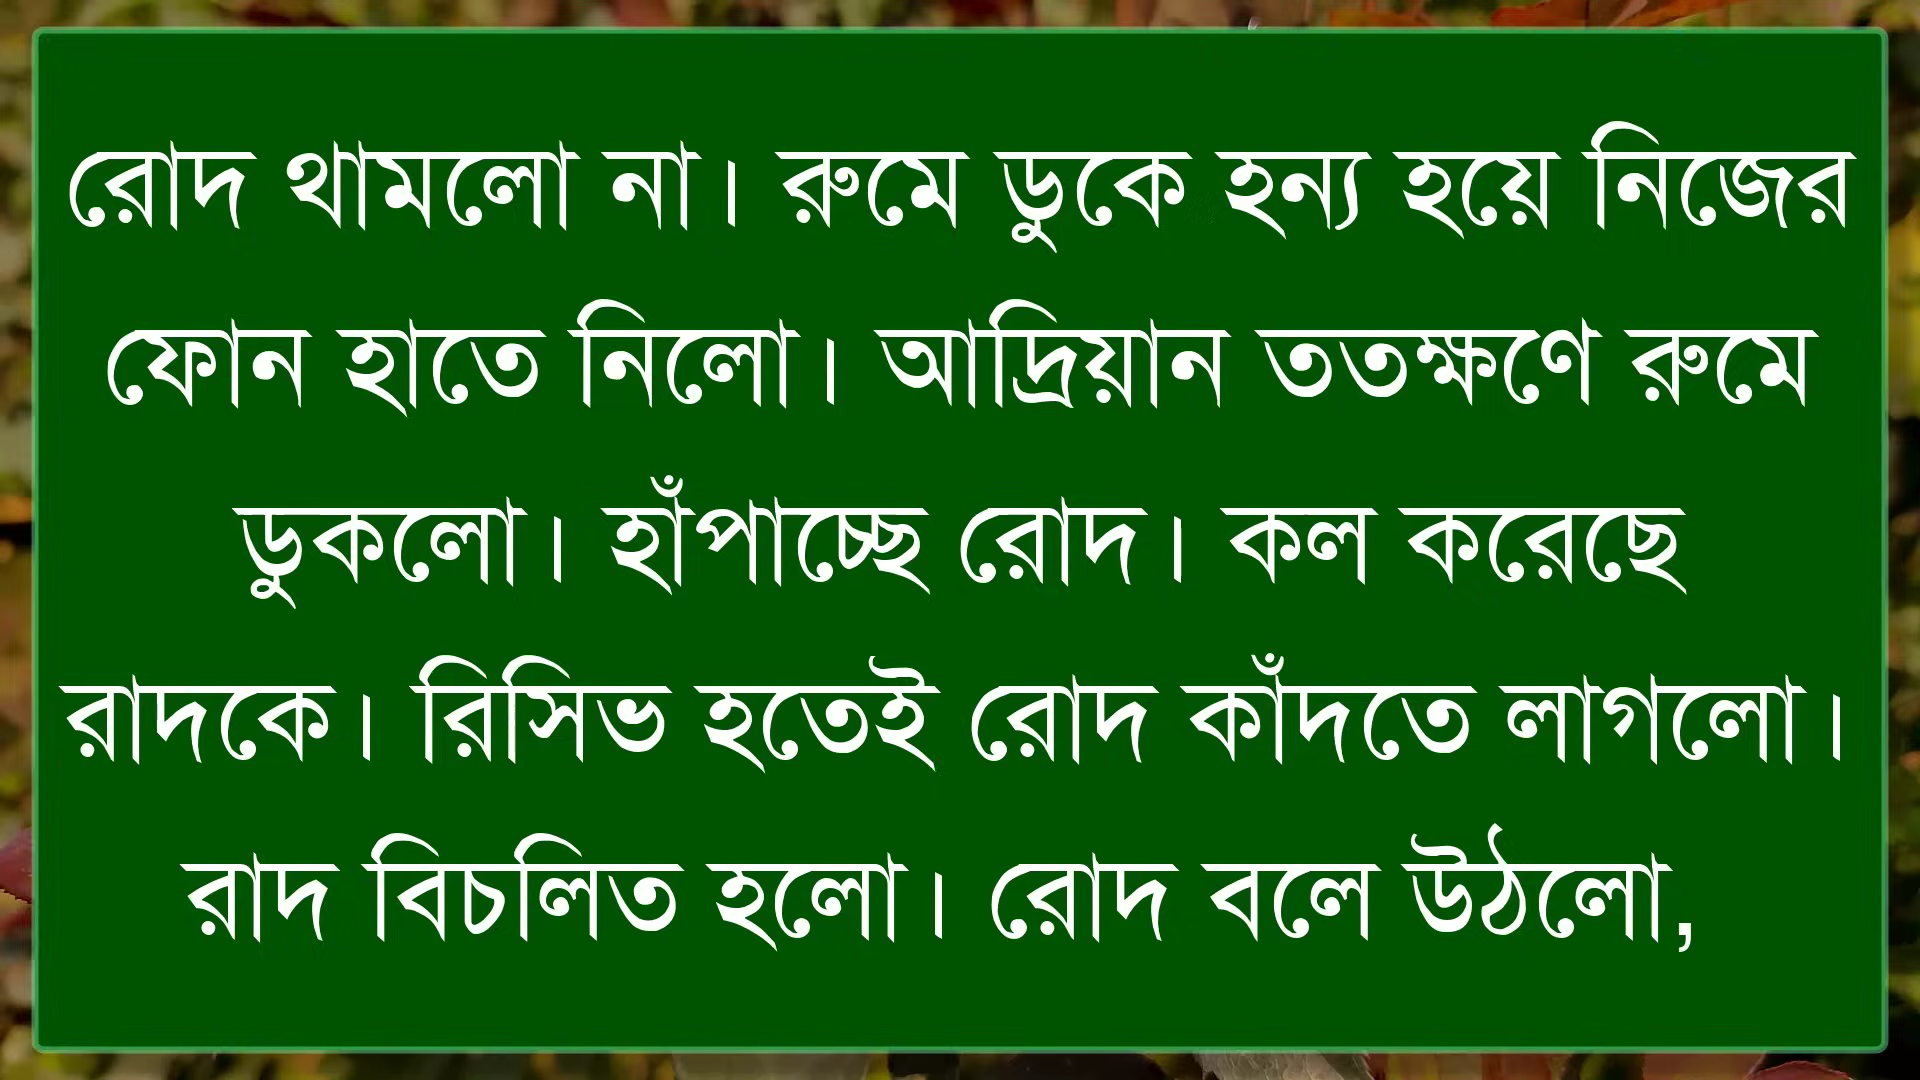 রোদ থামলো না। রুমে ডুকে হন্য হয়ে নিজের
ফোন হাতে নিলো। আদ্রিয়ান ততক্ষণে রুমে
ডুকলো। হাঁপাচ্ছে রোদ। কল করেছে
রাদকে। রিসিভ হতেই রোদ কাঁদতে লাগলো।
রাদ বিচলিত হলো। রোদ বলে উঠলো,